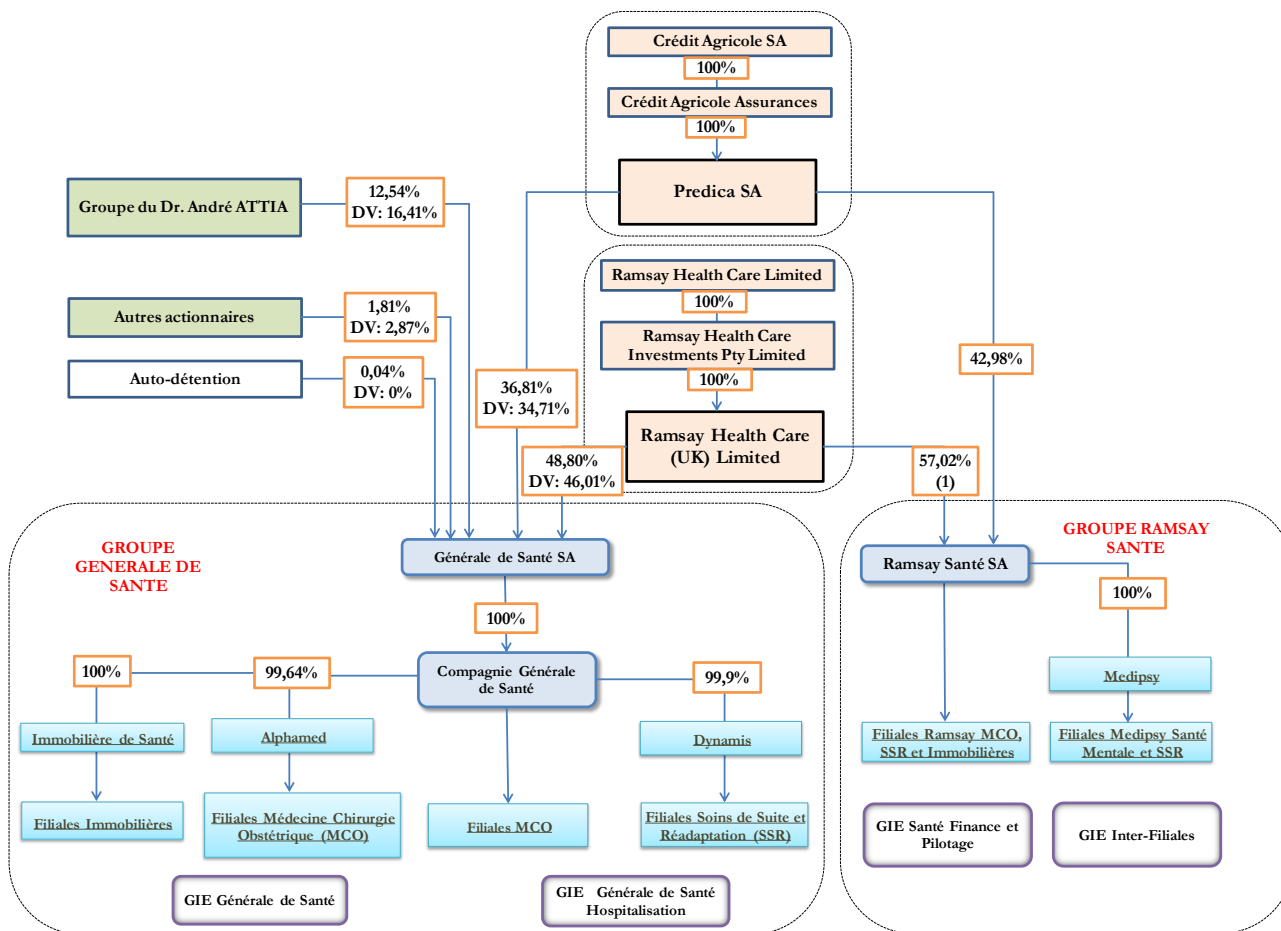 Crédit Agricole SA
100%
Crédit Agricole Assurances
100%
Predica SA
Groupe du Dr. André ATTIA
12,54%
DV: 16,41%
Autres actionnaires
1,81%
DV: 2,87%
Auto-détention
0,04%
DV: 0%
36,81%
DV: 34,71%
Ramsay Health Care Limited
100%
Ramsay Health Care
Investments Pty Limited
100%
Ramsay Health Care
(UK) Limited
42,98%
48,80%
DV: 46,01%
57,02%
(1)
GROUPE
GENERALE DE
SANTE
Générale de Santé SA
100%
Compagnie Générale
de Santé
100%
99,64%
99,9%
Immobilière de Santé
Alphamed
Dynamis
Filiales Immobilières
Filiales Médecine Chirurgie
Obstétrique (MCO)
Filiales MCO
Filiales Soins de Suite et
Réadaptation (SSR)
GIE Générale de Santé
GIE Générale de Santé
Hospitalisation
GROUPE RAMSAY
SANTE
Ramsay Santé SA
100%
Medipsy
Filiales Ramsay MCO,
SSR et Immobilières
Filiales Medipsy Santé
Mentale et SSR
GIE Santé Finance et
Pilotage
GIE Inter-Filiales